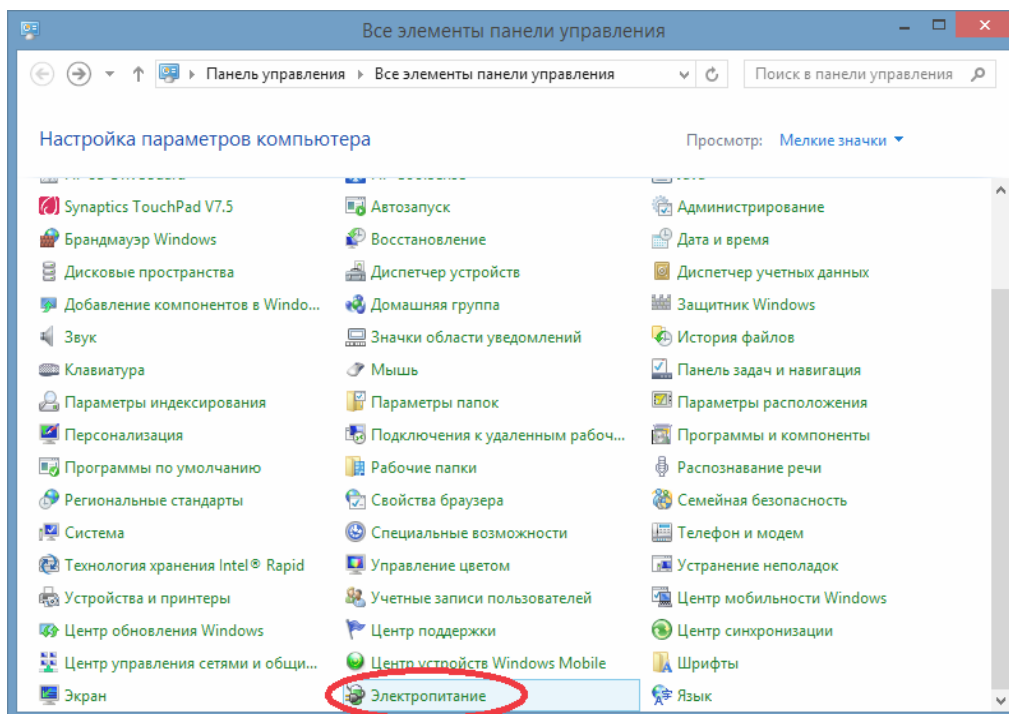 Все элементы панели управления
Панель управления Все элементы панели управления Поиск в панели управления
Настройка параметров компьютера Просмотр: Мелкие значки
Synaptics TouchPad V7.5 Автозапуск Администрирование
Брандмауэр Windows Восстановление Дата и время
Дисковые пространства Диспетчер устройств Диспетчер учетных данных
Добавление компонентов в Windo... Домашняя группа Защитник Windows
Звук Значки области уведомлений История файлов
Клавиатура Мышь Панель задач и навигация
Параметры индексирования Параметры папок Параметры расположения
Персонализация Подключения к удаленным рабоч... Программы и компоненты
Программы по умолчанию Рабочие папки Распознавание речи
Региональные стандарты Свойства браузера Семейная безопасность
Система Специальные возможности Телефон и модем
Технология хранения Intel® Rapid Управление цветом Устранение неполадок
Устройства и принтеры Учетные записи пользователей Центр мобильности Windows
Центр обновления Windows Центр поддержки Центр синхронизации
Центр управления сетями и общи... Центр устройств Windows Mobile Шрифты
Экран Электропитание Язык